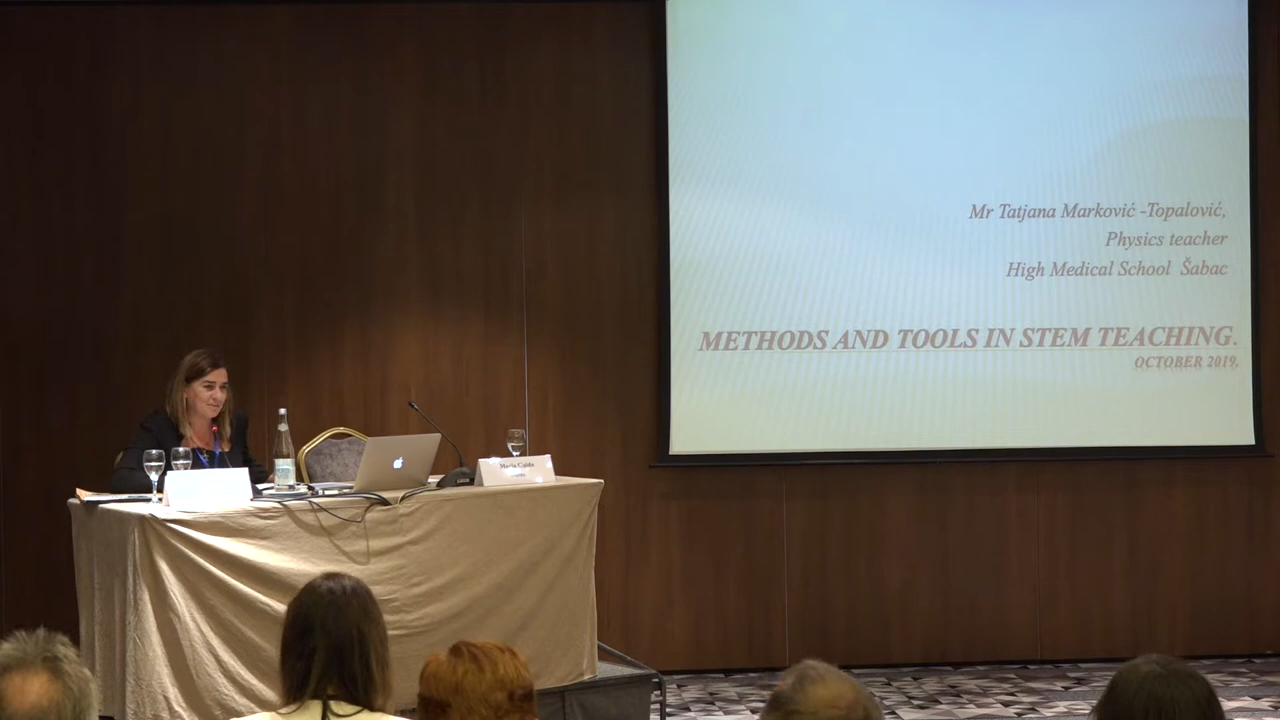 Mr Tatjana Marković -Topalović,
Physics teacher
High Medical School Šabac
METHODS AND TOOLS IN STEM TEACHING.
OCTOBER 2019,